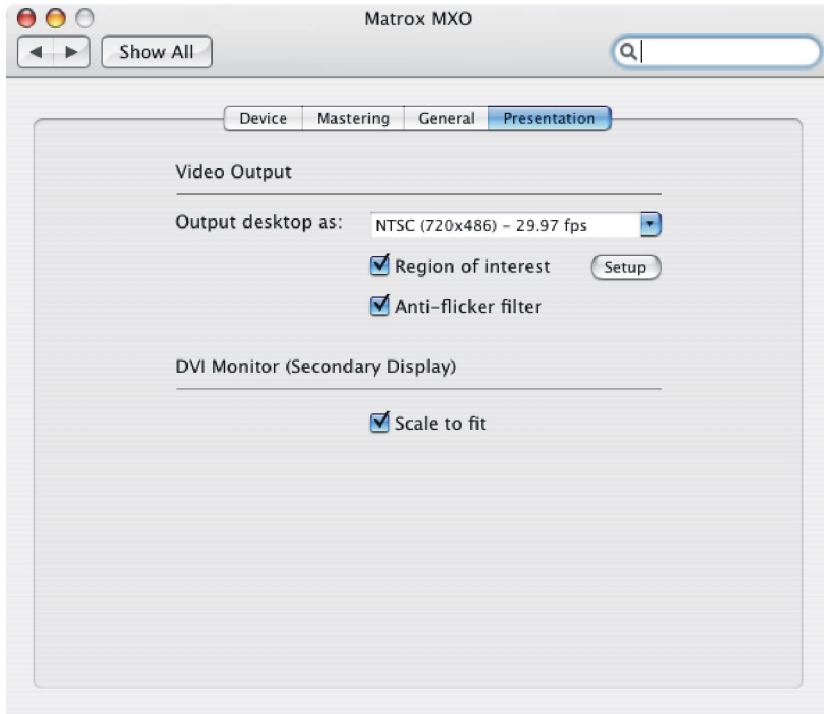 Matrox MXO
Show All
Device Mastering General Presentation
Video Output
Output desktop as: NTSC (720x486) – 29.97 fps
Region of interest Setup
Anti-flicker filter
DVI Monitor (Secondary Display)
Scale to fit